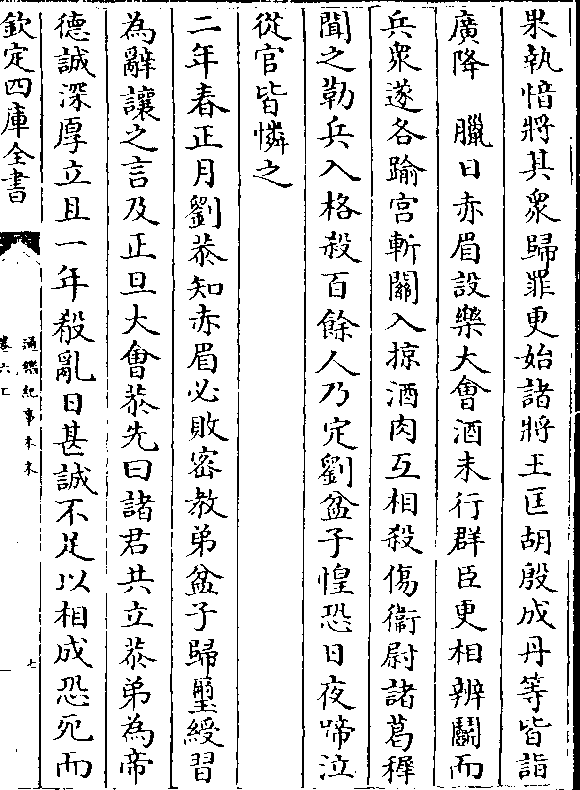 果執愔將其衆歸罪更始諸將王匡胡殷成丹等皆詣
廣降　臘日赤眉設樂大會酒未行群臣更相辨鬭而
兵衆遂各踰宫斬關入掠酒肉互相殺傷衞尉諸葛穉
聞之勒兵入格殺百餘人乃定劉盆子惶恐日夜啼泣
從官皆憐之
二年春正月劉恭知赤眉必敗密教弟盆子歸璽綬習
為辭讓之言及正旦大會恭先曰諸君共立恭弟為帝
德誠深厚立且一年殽亂日甚誠不足以相成恐死而
欽定四庫全書
通鑑紀事本末
卷六上
七